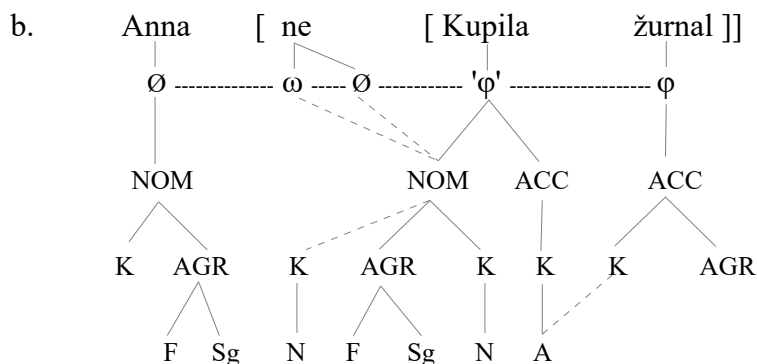 b. Anna [ ne [ Kupila žurnal ]]
Ø ω Ø 'φ' φ
NOM NOM ACC ACC
K AGR K AGR K K K AGR
F Sg N F Sg N A